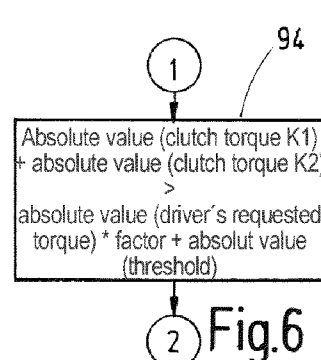 94
1
Absolute value (clutch torque K1)
+ absolute value (clutch torque K2)
>
absolute value (driver´s requested
torque) * factor + absolut value
(threshold)
2
Fig.6